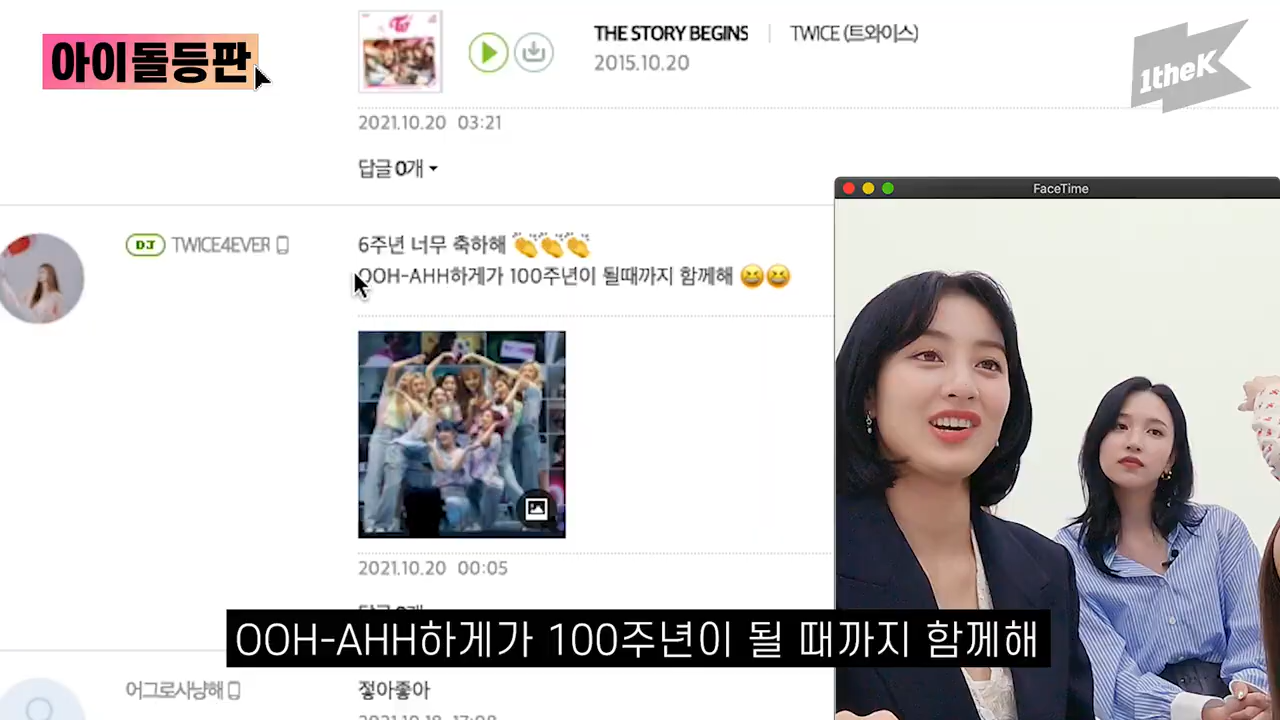 아이돌등판
THE STORY BEGINS
TWICE (트와이스)
2015.10.20
1theK
2021.10.20 03:21
답글 0개
FaceTime
DJ TWICE4EVER
6주년 너무 축하해 👏👏👏
OOH-AHH하게가 100주년이 될때까지 함께해 😆😆
2021.10.20 00:05
OOH-AHH하게가 100주년이 될 때까지 함께해
어그로사냥해
젛아좋아